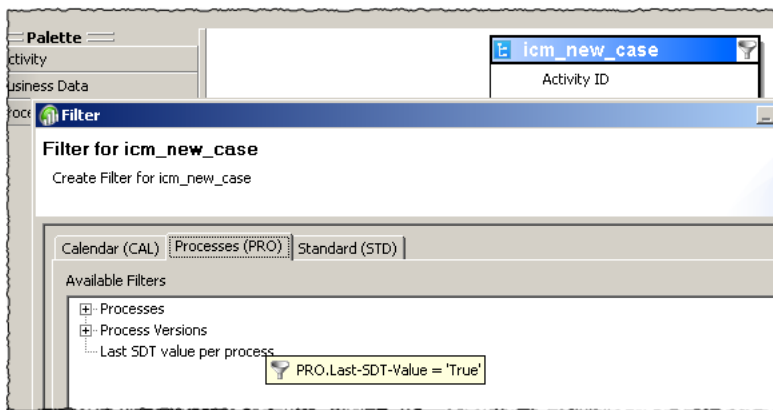 Palette
ctivity
usiness Data
roce
icm_new_case
Activity ID
Filter
Filter for icm_new_case
Create Filter for icm_new_case
Calendar (CAL) Processes (PRO) Standard (STD)
Available Filters
Processes
Process Versions
Last SDT value per process
PRO.Last-SDT-Value = 'True'